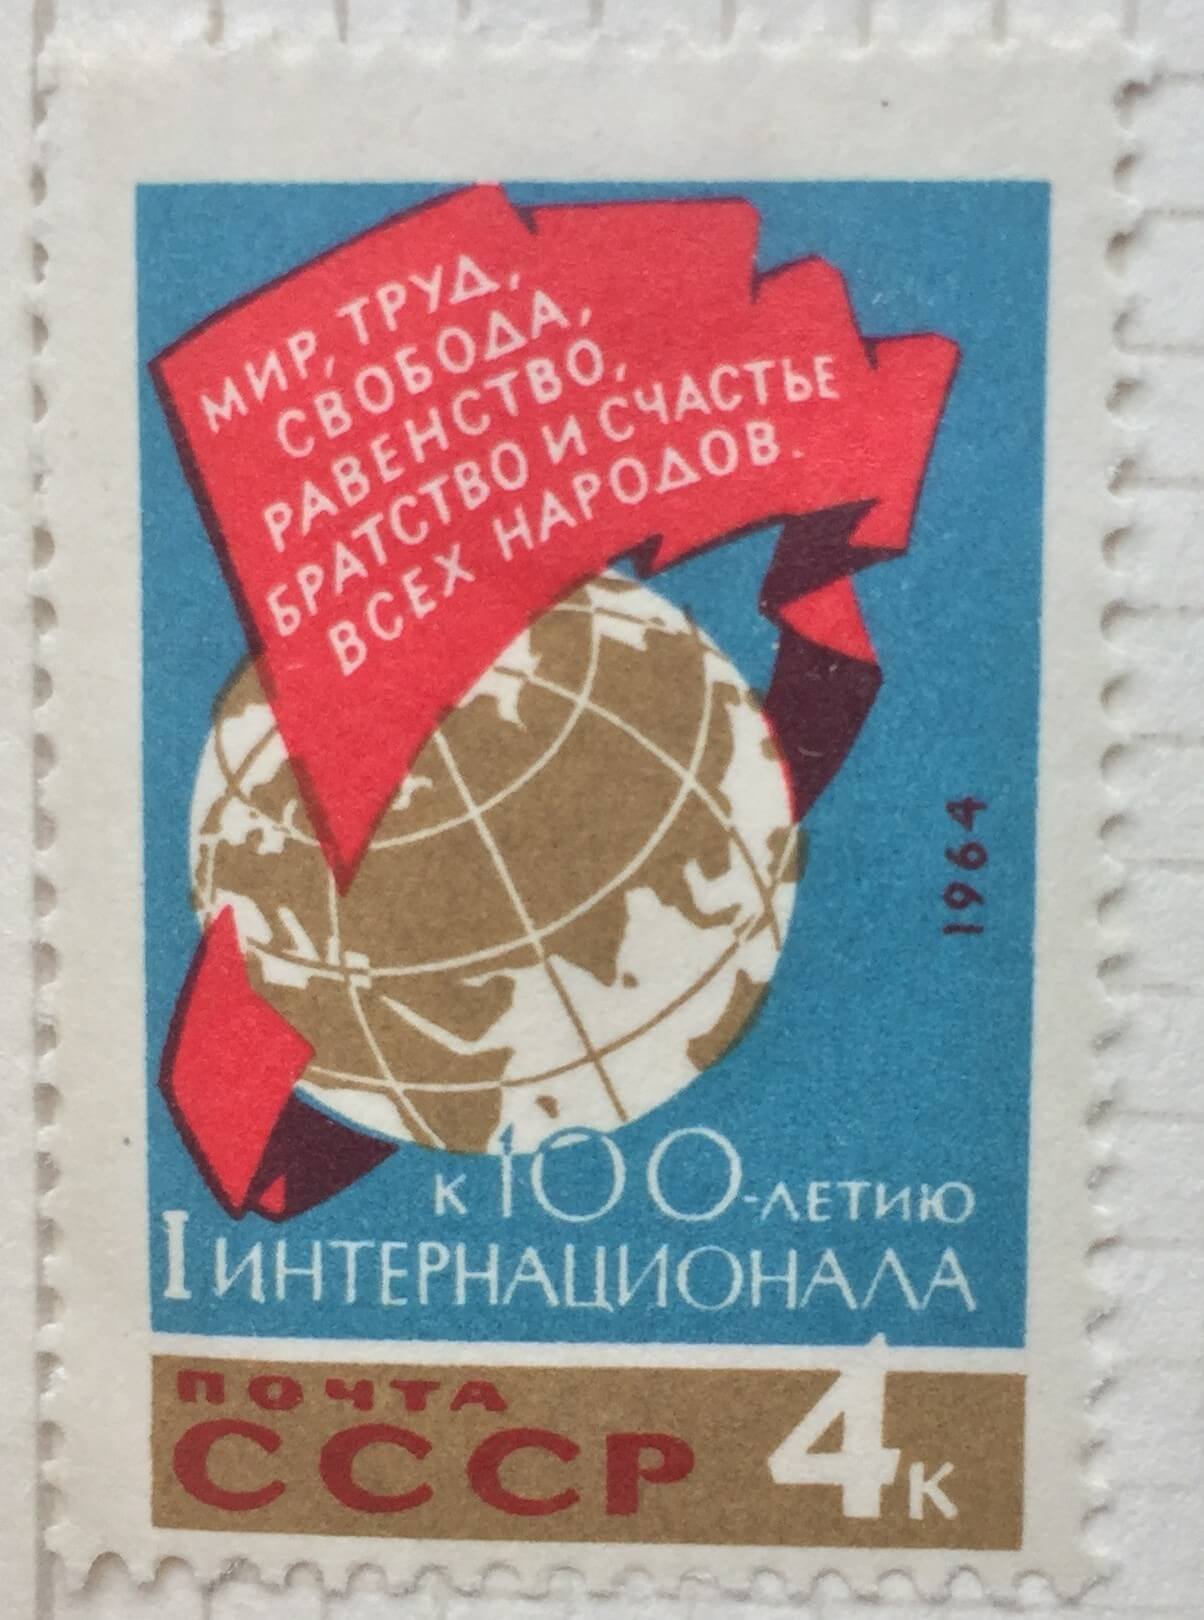 МИР, ТРУД,
СВОБОДА,
РАВЕНСТВО,
БРАТСТВО И СЧАСТЬЕ
ВСЕХ НАРОДОВ.
1964
К 100-ЛЕТИЮ
I ИНТЕРНАЦИОНАЛА
ПОЧТА
СССР
4К